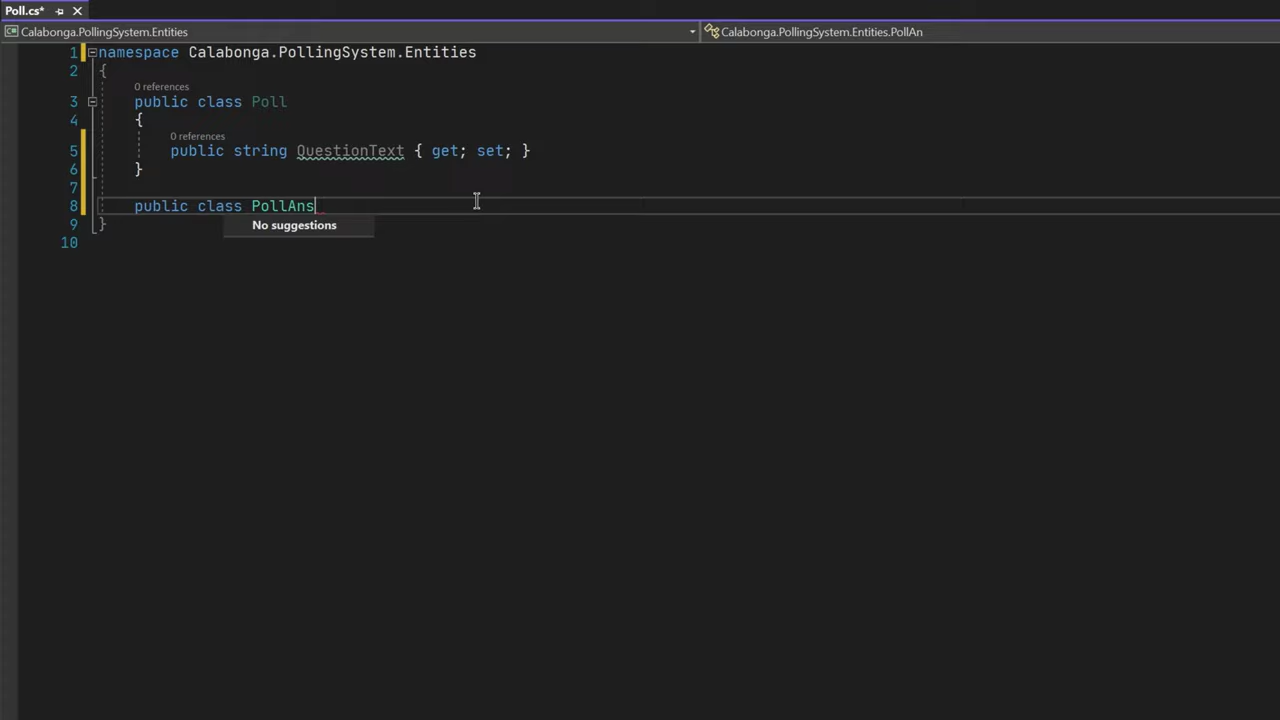 Poll.cs*
Calabonga.PollingSystem.Entities
Calabonga.PollingSystem.Entities.PollAn
1 namespace Calabonga.PollingSystem.Entities
2 {
0 references
3 public class Poll
4 {
0 references
5 public string QuestionText { get; set; }
6 }
7
8 public class PollAns
No suggestions
9 }
10